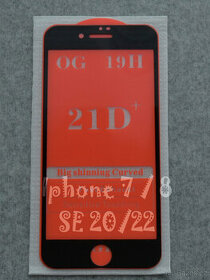 OG 19H
21D+
Big shinning Curved
phone 7/8
SE 20/22